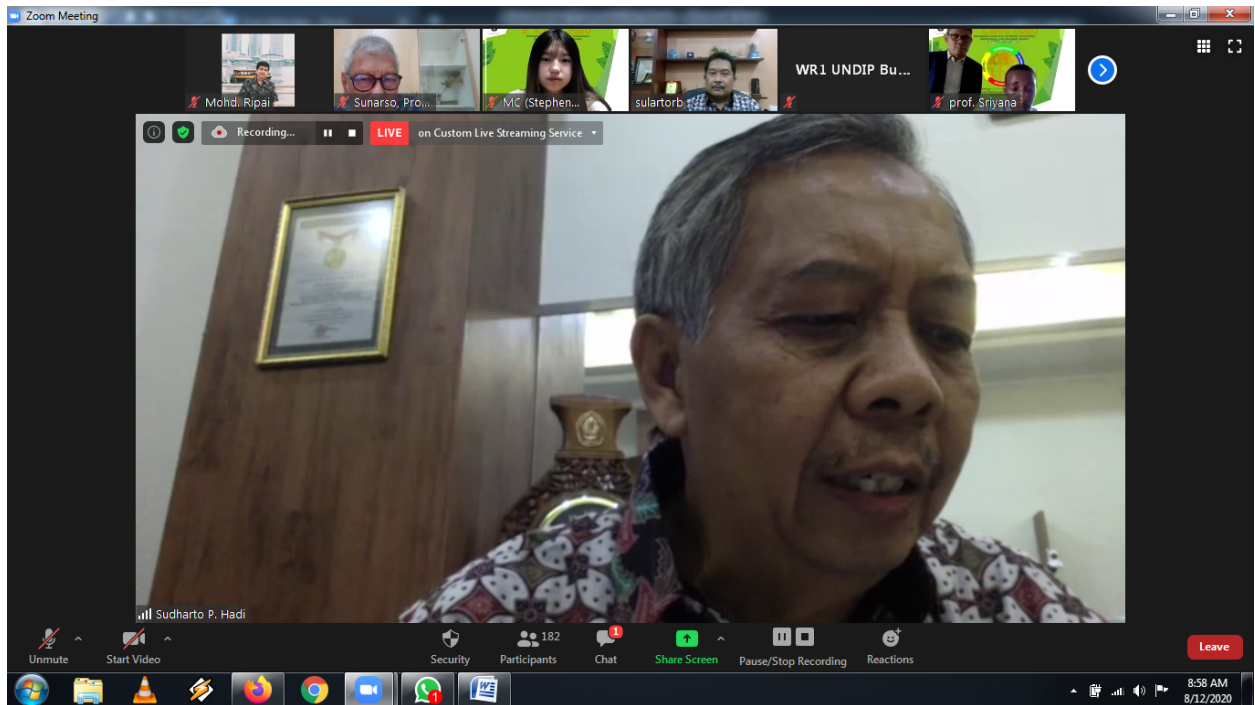 Zoom Meeting
Mohd. Ripai
Sunarso, Pro...
MC (Stephen...
sulartorb
WR1 UNDIP Bu...
prof. Sriyana
Recording...
LIVE
on Custom Live Streaming Service
Sudharto P. Hadi
Unmute
Start Video
Security
182
Participants
1
Chat
Share Screen
Pause/Stop Recording
Reactions
Leave
8:58 AM
8/12/2020